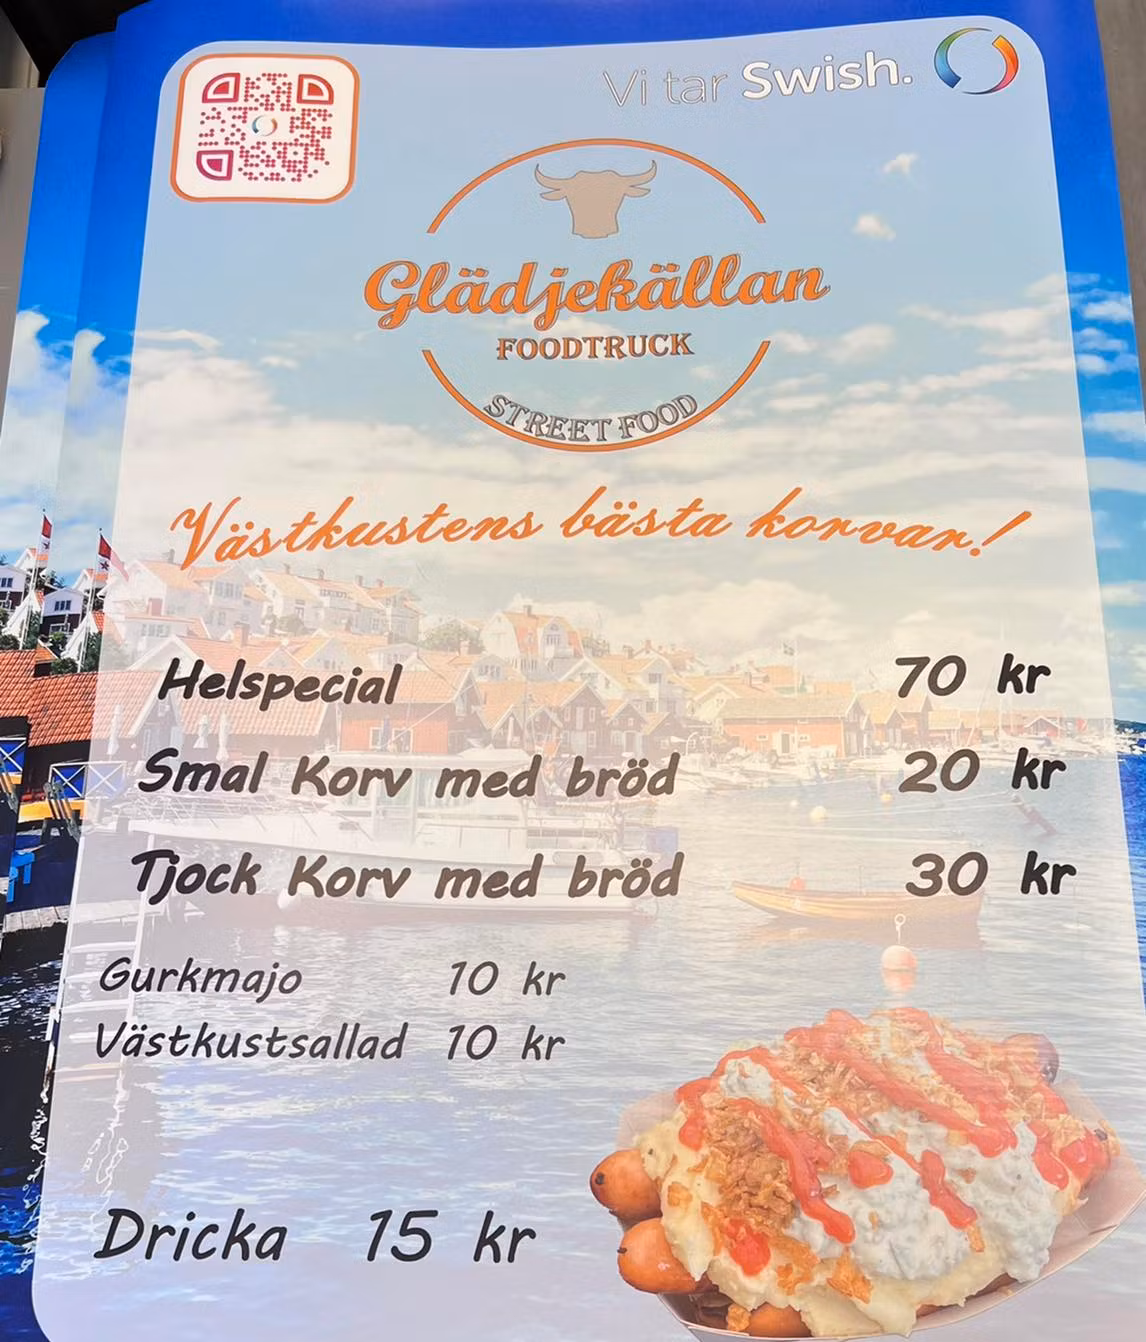 Vi tar Swish.
Glädjekällan
FOODTRUCK
STREET FOOD
Västkustens bästa korvar!
Helspecial 70 kr
Smal Korv med bröd 20 kr
Tjock Korv med bröd 30 kr
Gurkmajo 10 kr
Västkustsallad 10 kr
Dricka 15 kr